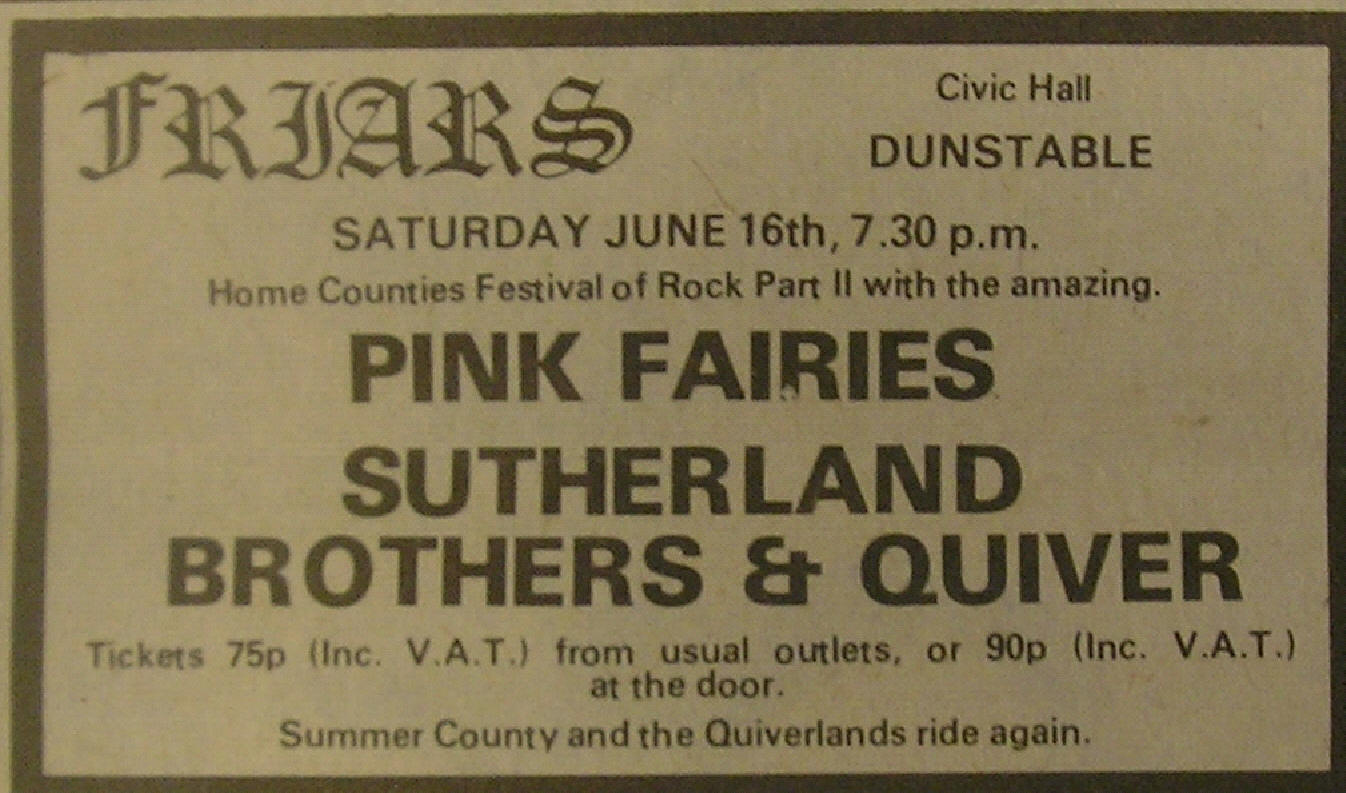 FRIARS
Civic Hall
DUNSTABLE
SATURDAY JUNE 16th, 7.30 p.m.
Home Counties Festival of Rock Part II with the amazing.
PINK FAIRIES
SUTHERLAND
BROTHERS & QUIVER
Tickets 75p (Inc. V.A.T.) from usual outlets, or 90p (Inc. V.A.T.)
at the door.
Summer County and the Quiverlands ride again.